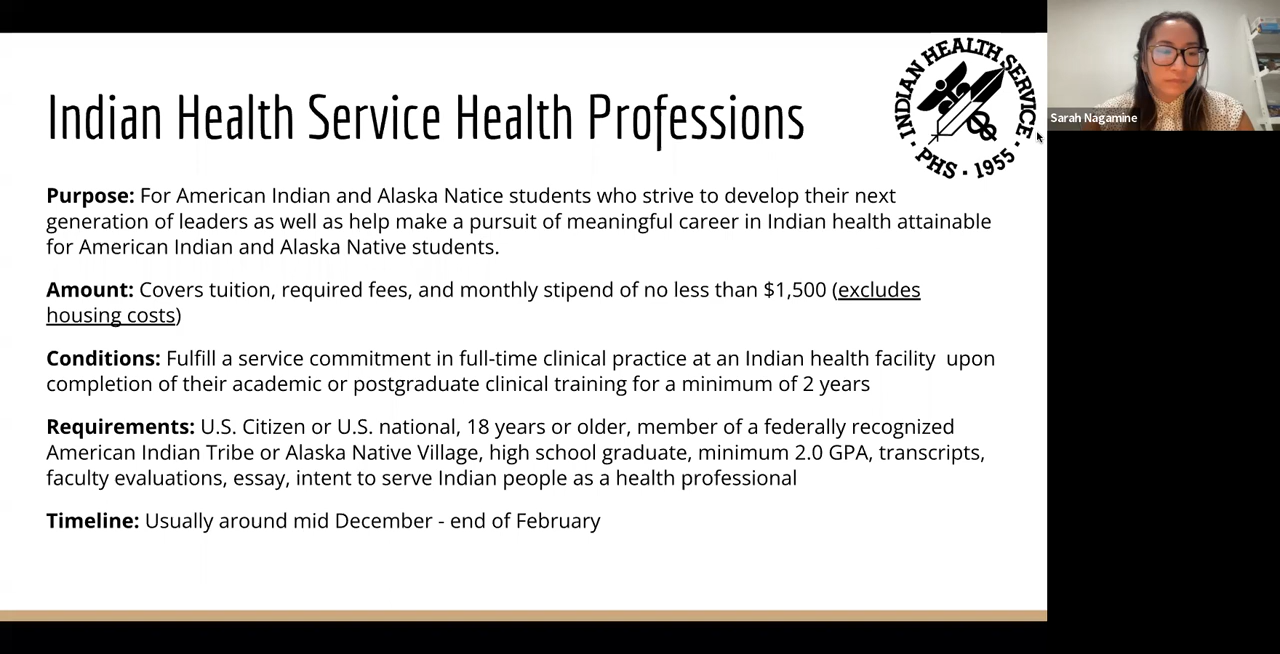 Indian Health Service Health Professions
INDIAN HEALTH SERVICE
PHS · 1955
Sarah Nagamine
Purpose: For American Indian and Alaska Natice students who strive to develop their next
generation of leaders as well as help make a pursuit of meaningful career in Indian health attainable
for American Indian and Alaska Native students.
Amount: Covers tuition, required fees, and monthly stipend of no less than $1,500 (excludes
housing costs)
Conditions: Fulfill a service commitment in full-time clinical practice at an Indian health facility  upon
completion of their academic or postgraduate clinical training for a minimum of 2 years
Requirements: U.S. Citizen or U.S. national, 18 years or older, member of a federally recognized
American Indian Tribe or Alaska Native Village, high school graduate, minimum 2.0 GPA, transcripts,
faculty evaluations, essay, intent to serve Indian people as a health professional
Timeline: Usually around mid December - end of February